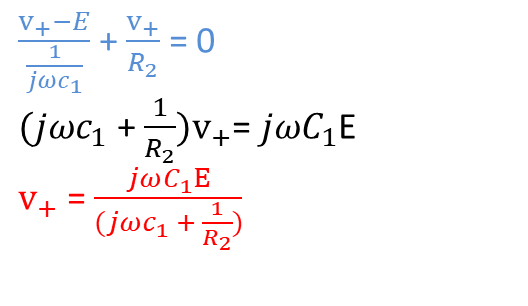 (v₊−E)/(1/(jωc₁)) + v₊/R₂ = 0
(jωc₁ + 1/R₂)v₊= jωC₁E
v₊ = jωC₁E/(jωc₁ + 1/R₂)